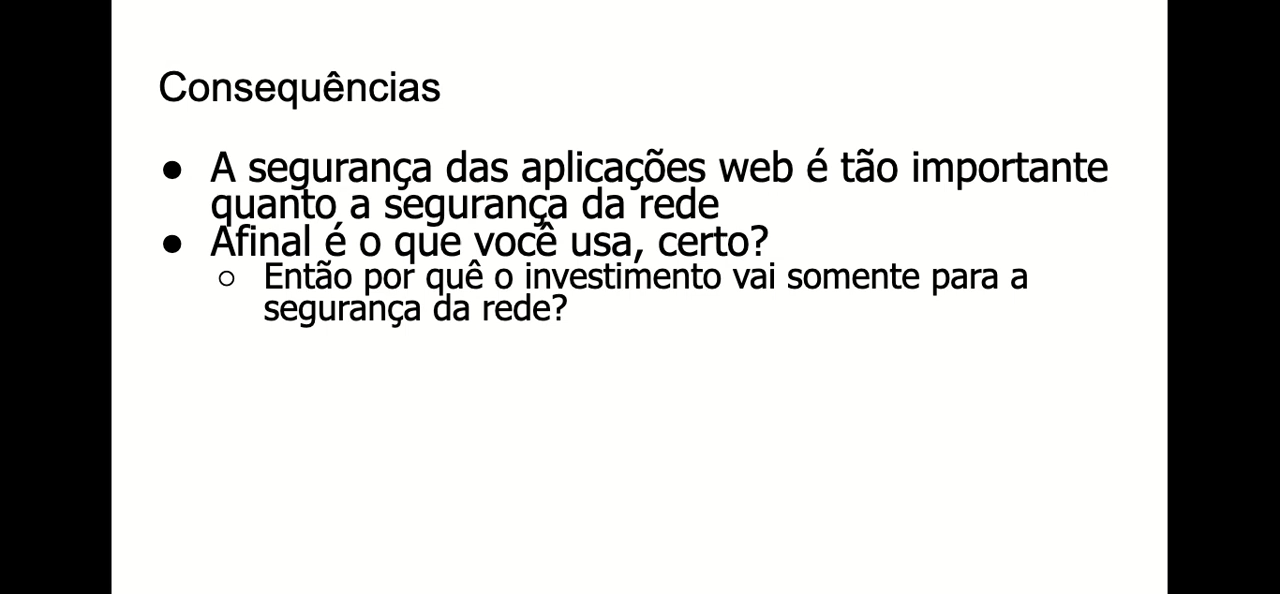 Consequências
● A segurança das aplicações web é tão importante
quanto a segurança da rede
● Afinal é o que você usa, certo?
○ Então por quê o investimento vai somente para a
segurança da rede?